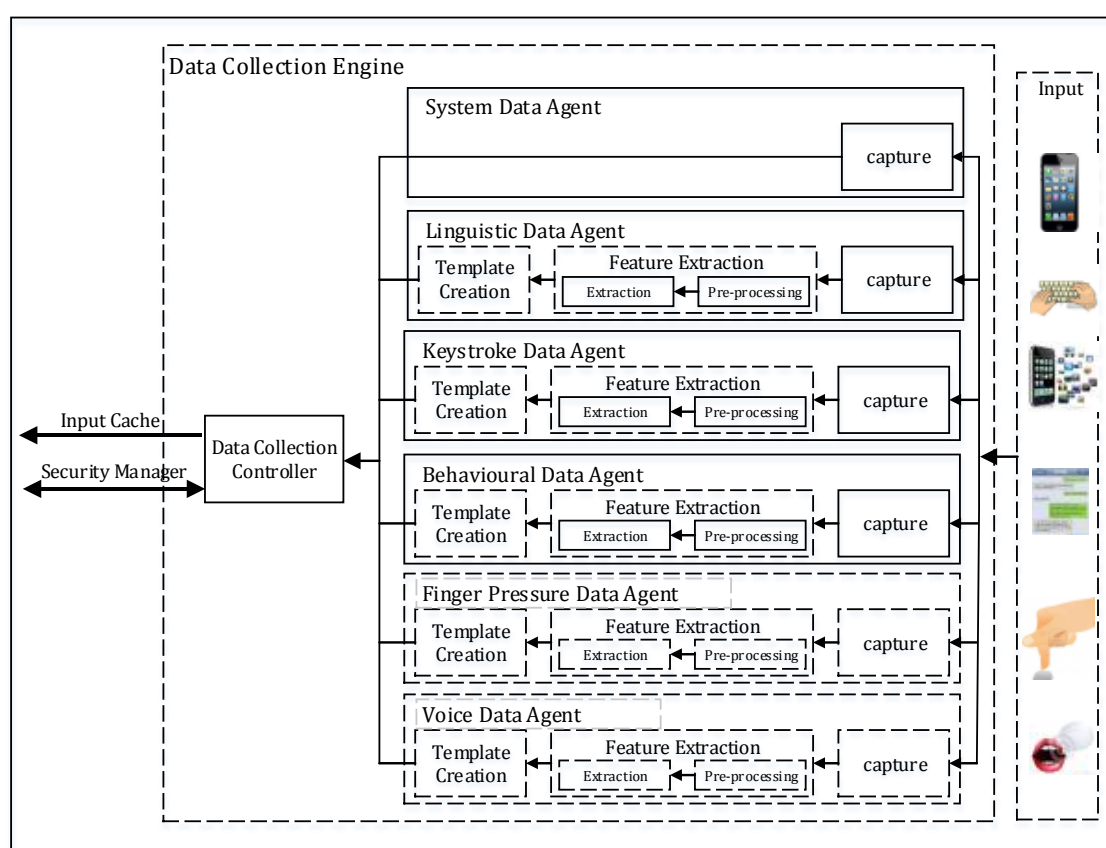 Data Collection Engine
Input
System Data Agent
capture
Linguistic Data Agent
Template
Creation
Feature Extraction
Extraction
Pre-processing
capture
Keystroke Data Agent
Template
Creation
Feature Extraction
Extraction
Pre-processing
capture
Input Cache
Security Manager
Data Collection
Controller
Behavioural Data Agent
Template
Creation
Feature Extraction
Extraction
Pre-processing
capture
Finger Pressure Data Agent
Template
Creation
Feature Extraction
Extraction
Pre-processing
capture
Voice Data Agent
Template
Creation
Feature Extraction
Extraction
Pre-processing
capture